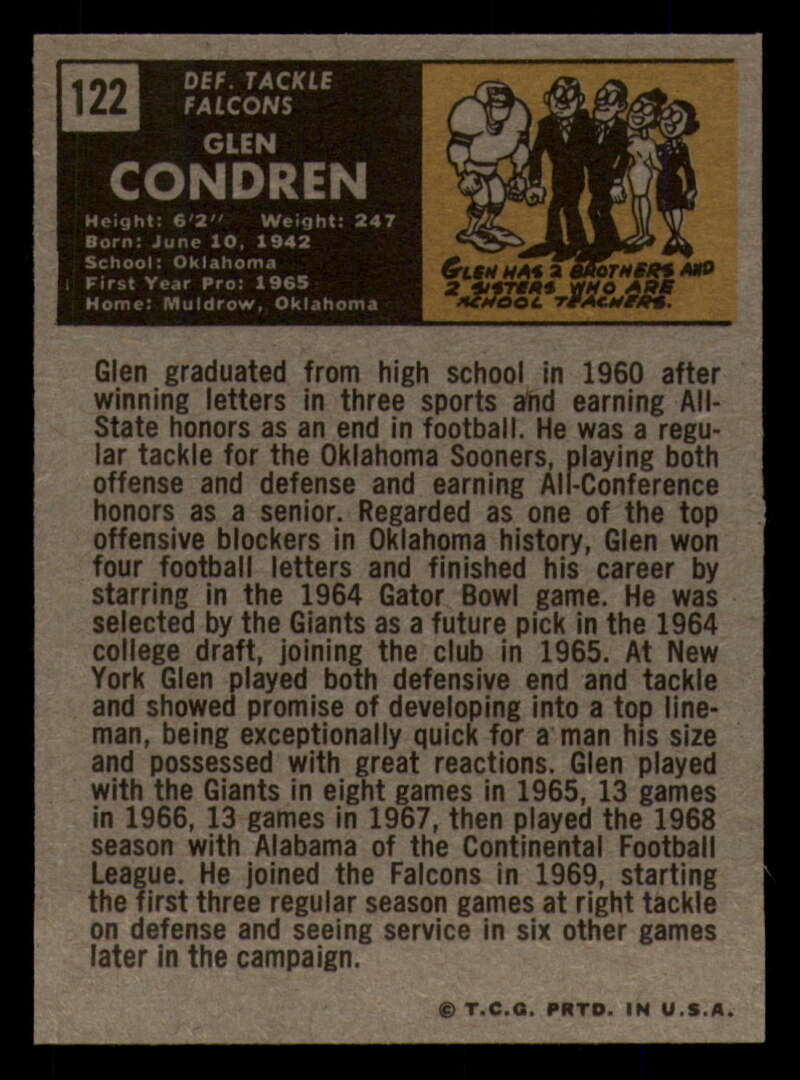 122
DEF. TACKLE
FALCONS
GLEN
CONDREN
Height: 6'2" Weight: 247
Born: June 10, 1942
School: Oklahoma
First Year Pro: 1965
Home: Muldrow, Oklahoma
GLEN HAS 2 BROTHERS AND
2 SISTERS WHO ARE
SCHOOL TEACHERS.
Glen graduated from high school in 1960 after
winning letters in three sports and earning All-
State honors as an end in football. He was a regu-
lar tackle for the Oklahoma Sooners, playing both
offense and defense and earning All-Conference
honors as a senior. Regarded as one of the top
offensive blockers in Oklahoma history, Glen won
four football letters and finished his career by
starring in the 1964 Gator Bowl game. He was
selected by the Giants as a future pick in the 1964
college draft, joining the club in 1965. At New
York Glen played both defensive end and tackle
and showed promise of developing into a top line-
man, being exceptionally quick for a man his size
and possessed with great reactions. Glen played
with the Giants in eight games in 1965, 13 games
in 1966, 13 games in 1967, then played the 1968
season with Alabama of the Continental Football
League. He joined the Falcons in 1969, starting
the first three regular season games at right tackle
on defense and seeing service in six other games
later in the campaign.
© T.C.G. PRTD. IN U.S.A.